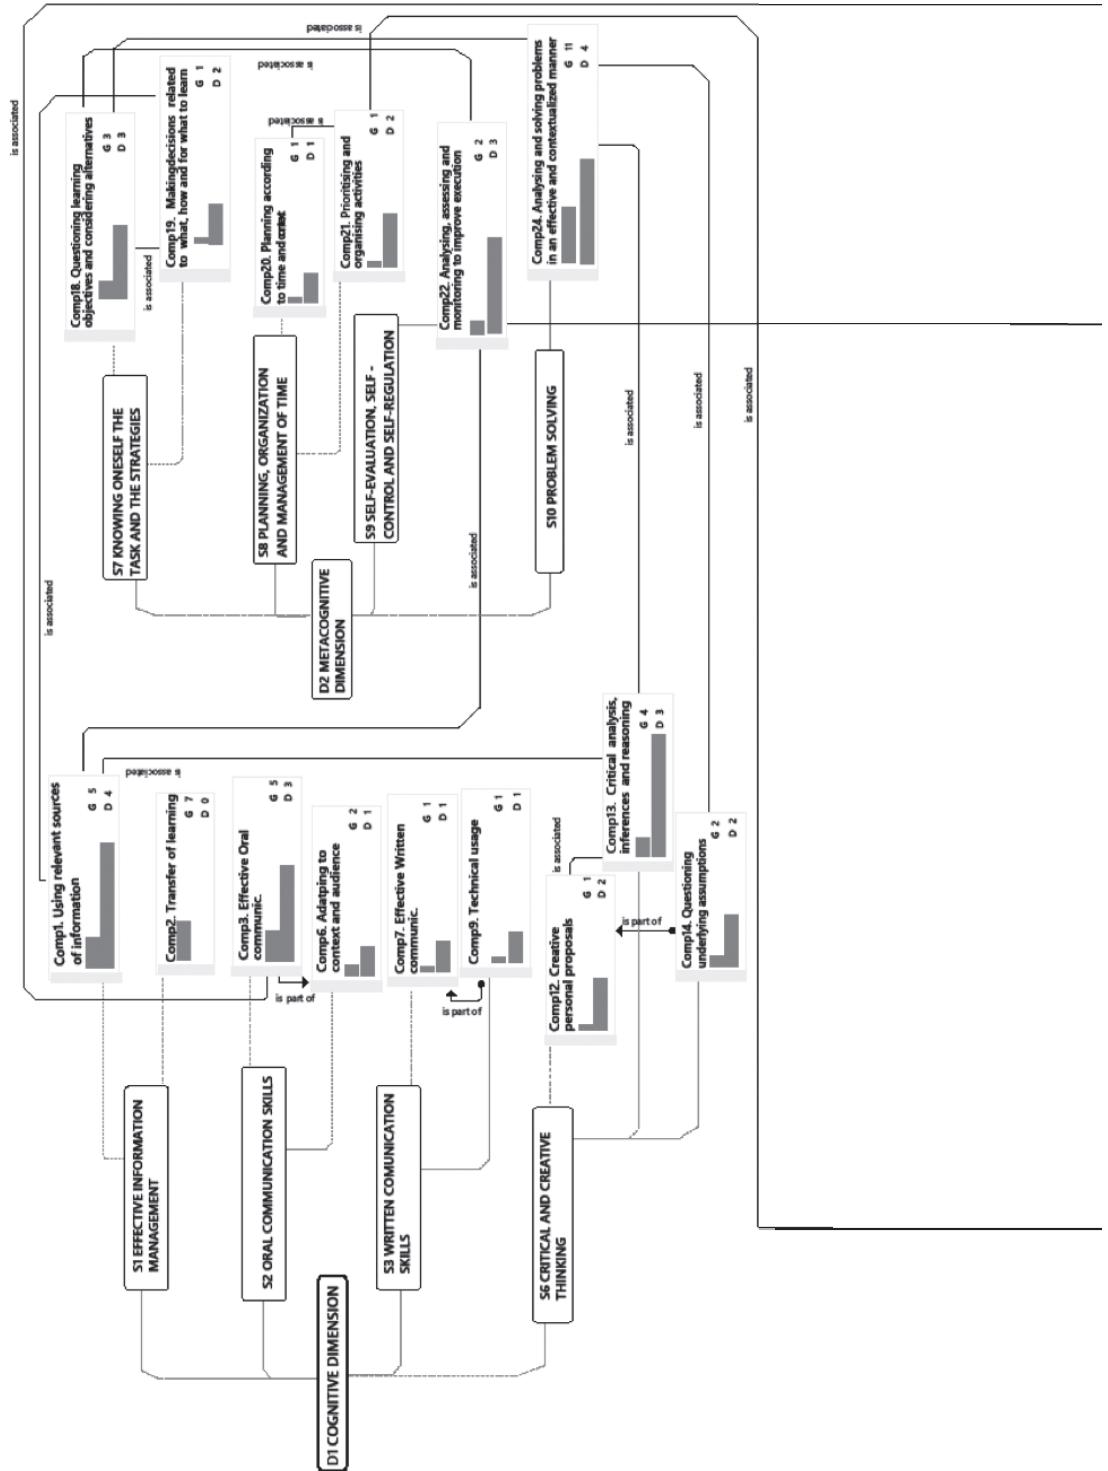 D1 COGNITIVE DIMENSION
S1 EFFECTIVE INFORMATION
MANAGEMENT
S2 ORAL COMMUNICATION SKILLS
S3 WRITTEN COMUNICATION
SKILLS
S6 CRITICAL AND CREATIVE
THINKING
Comp1. Using relevant sources
of information
G 5
D 4
Comp2. Transfer of learning
G 7
D 0
Comp3. Effective Oral
communic.
G 5
D 3
Comp6. Adatping to
context and audience
G 2
D 1
Comp7. Effective Written
communic.
G 1
D 1
Comp9. Technical usage
G 1
D 1
Comp12. Creative
personal proposals
G 1
D 2
Comp13. Critical analysis,
inferences and reasoning
G 4
D 3
Comp14. Questioning
underlying assumptions
G 2
D 2
is part of
is part of
is part of
is associated
is associated
D2 METACOGNITIVE
DIMENSION
S7 KNOWING ONESELF THE
TASK AND THE STRATEGIES
S8 PLANNING, ORGANIZATION
AND MANAGEMENT OF TIME
S9 SELF-EVALUATION, SELF -
CONTROL AND SELF-REGULATION
S10 PROBLEM SOLVING
Comp18. Questioning learning
objectives and considering alternatives
G 3
D 3
Comp19. Makingdecisions related
to what, how and for what to learn
G 1
D 2
Comp20. Planning according
to time and context
G 1
D 1
Comp21. Prioritising and
organising activities
G 1
D 2
Comp22. Analysing, assessing and
monitoring to improve execution
G 2
D 3
Comp24. Analysing and solving problems
in an effective and contextualized manner
G 11
D 4
is associated
is associated
is associated
is associated
is associated
is associated
is associated
is associated
is associated
is associated